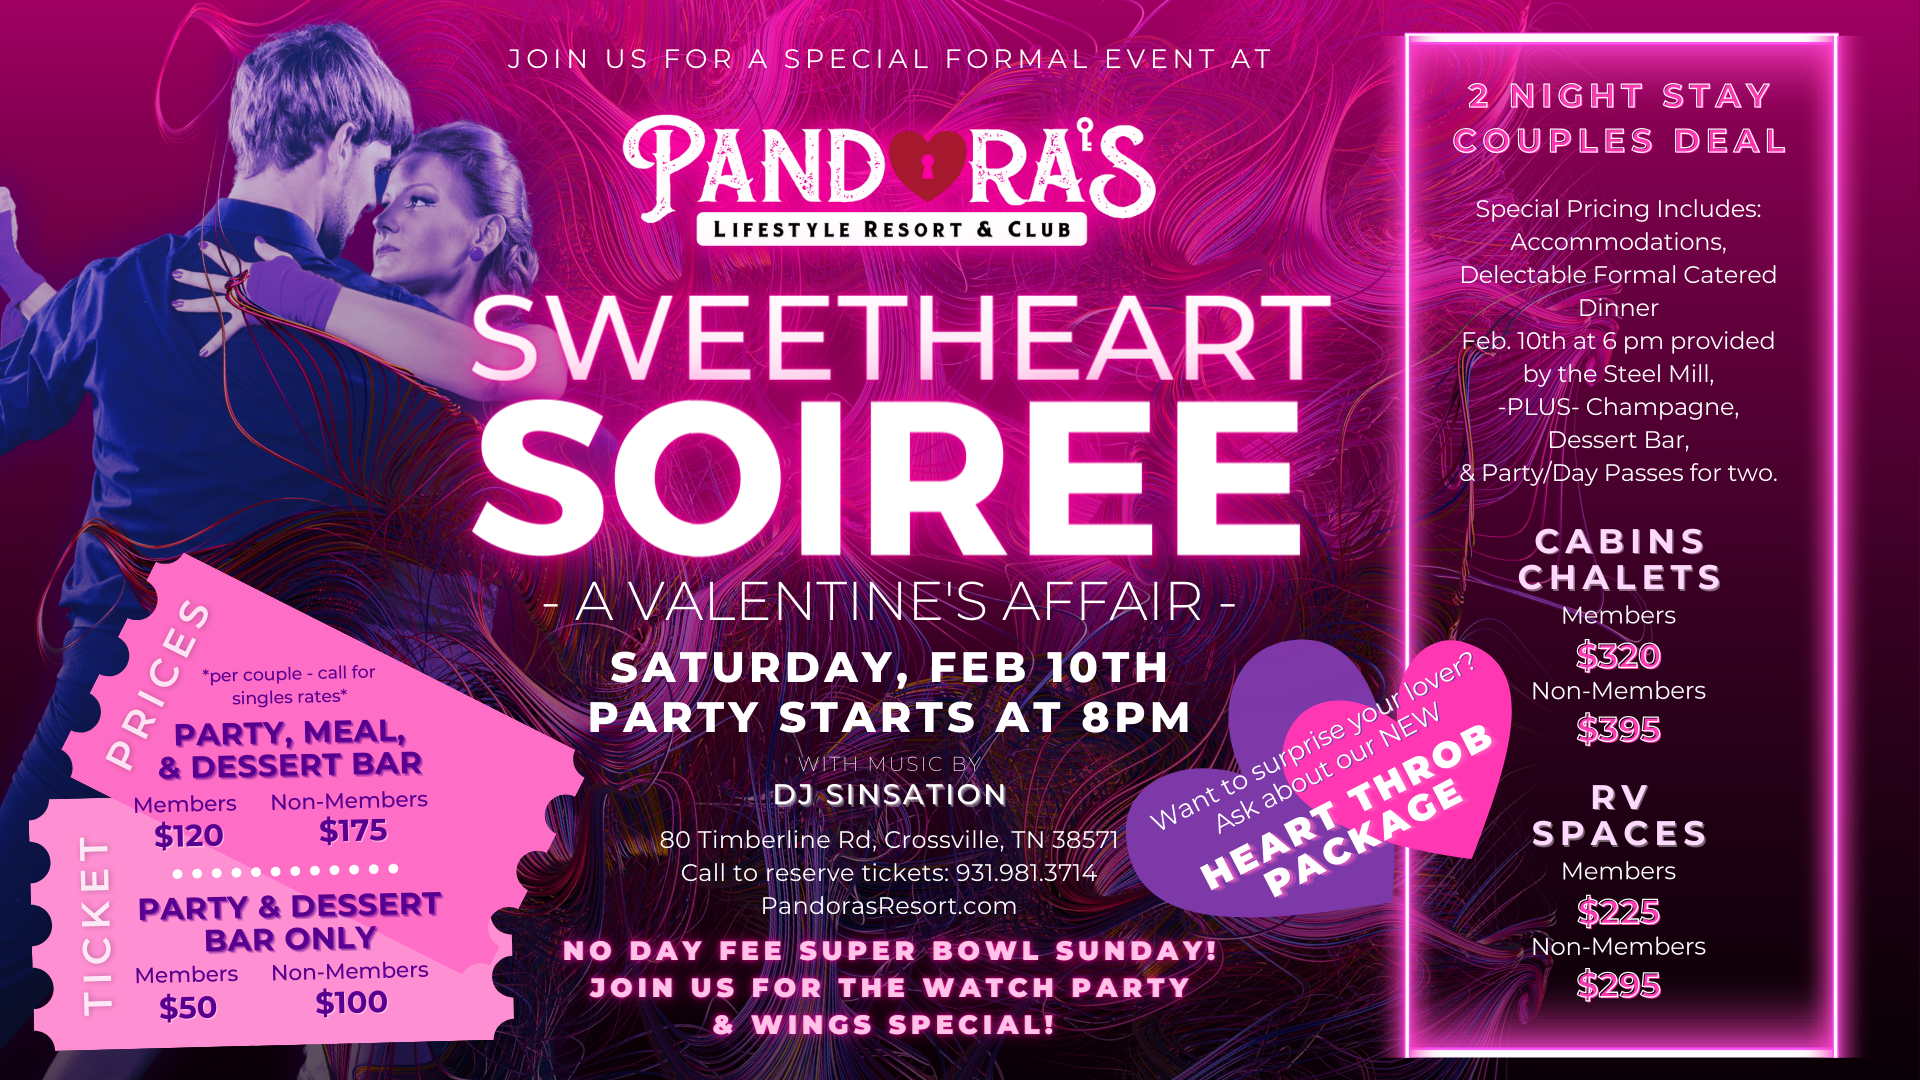 JOIN US FOR A SPECIAL FORMAL EVENT AT
PANDORA'S
LIFESTYLE RESORT & CLUB
SWEETHEART
SOIREE
- A VALENTINE'S AFFAIR -
SATURDAY, FEB 10TH
PARTY STARTS AT 8PM
WITH MUSIC BY
DJ SINSATION
80 Timberline Rd, Crossville, TN 38571
Call to reserve tickets: 931.981.3714
PandorasResort.com
NO DAY FEE SUPER BOWL SUNDAY!
JOIN US FOR THE WATCH PARTY
& WINGS SPECIAL!
TICKET
PRICES
*per couple - call for
singles rates*
PARTY, MEAL,
& DESSERT BAR
Members Non-Members
$120 $175
PARTY & DESSERT
BAR ONLY
Members Non-Members
$50 $100
Want to surprise your lover?
Ask about our NEW
HEART THROB
PACKAGE
2 NIGHT STAY
COUPLES DEAL
Special Pricing Includes:
Accommodations,
Delectable Formal Catered
Dinner
Feb. 10th at 6 pm provided
by the Steel Mill,
-PLUS- Champagne,
Dessert Bar,
& Party/Day Passes for two.
CABINS
CHALETS
Members
$320
Non-Members
$395
RV
SPACES
Members
$225
Non-Members
$295